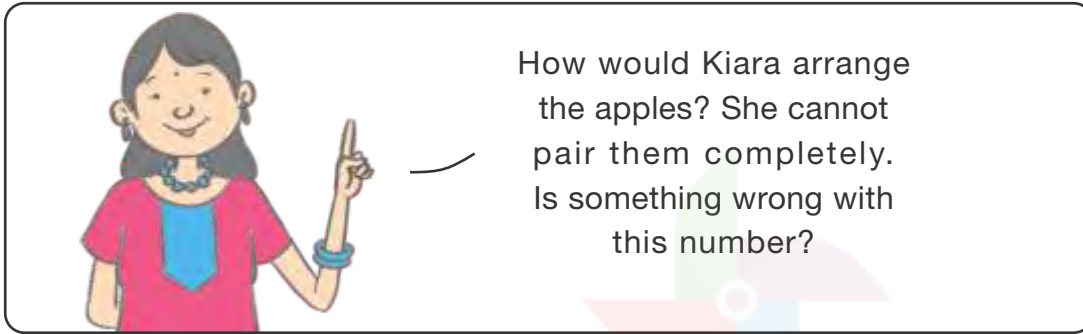 How would Kiara arrange
the apples? She cannot
pair them completely.
Is something wrong with
this number?